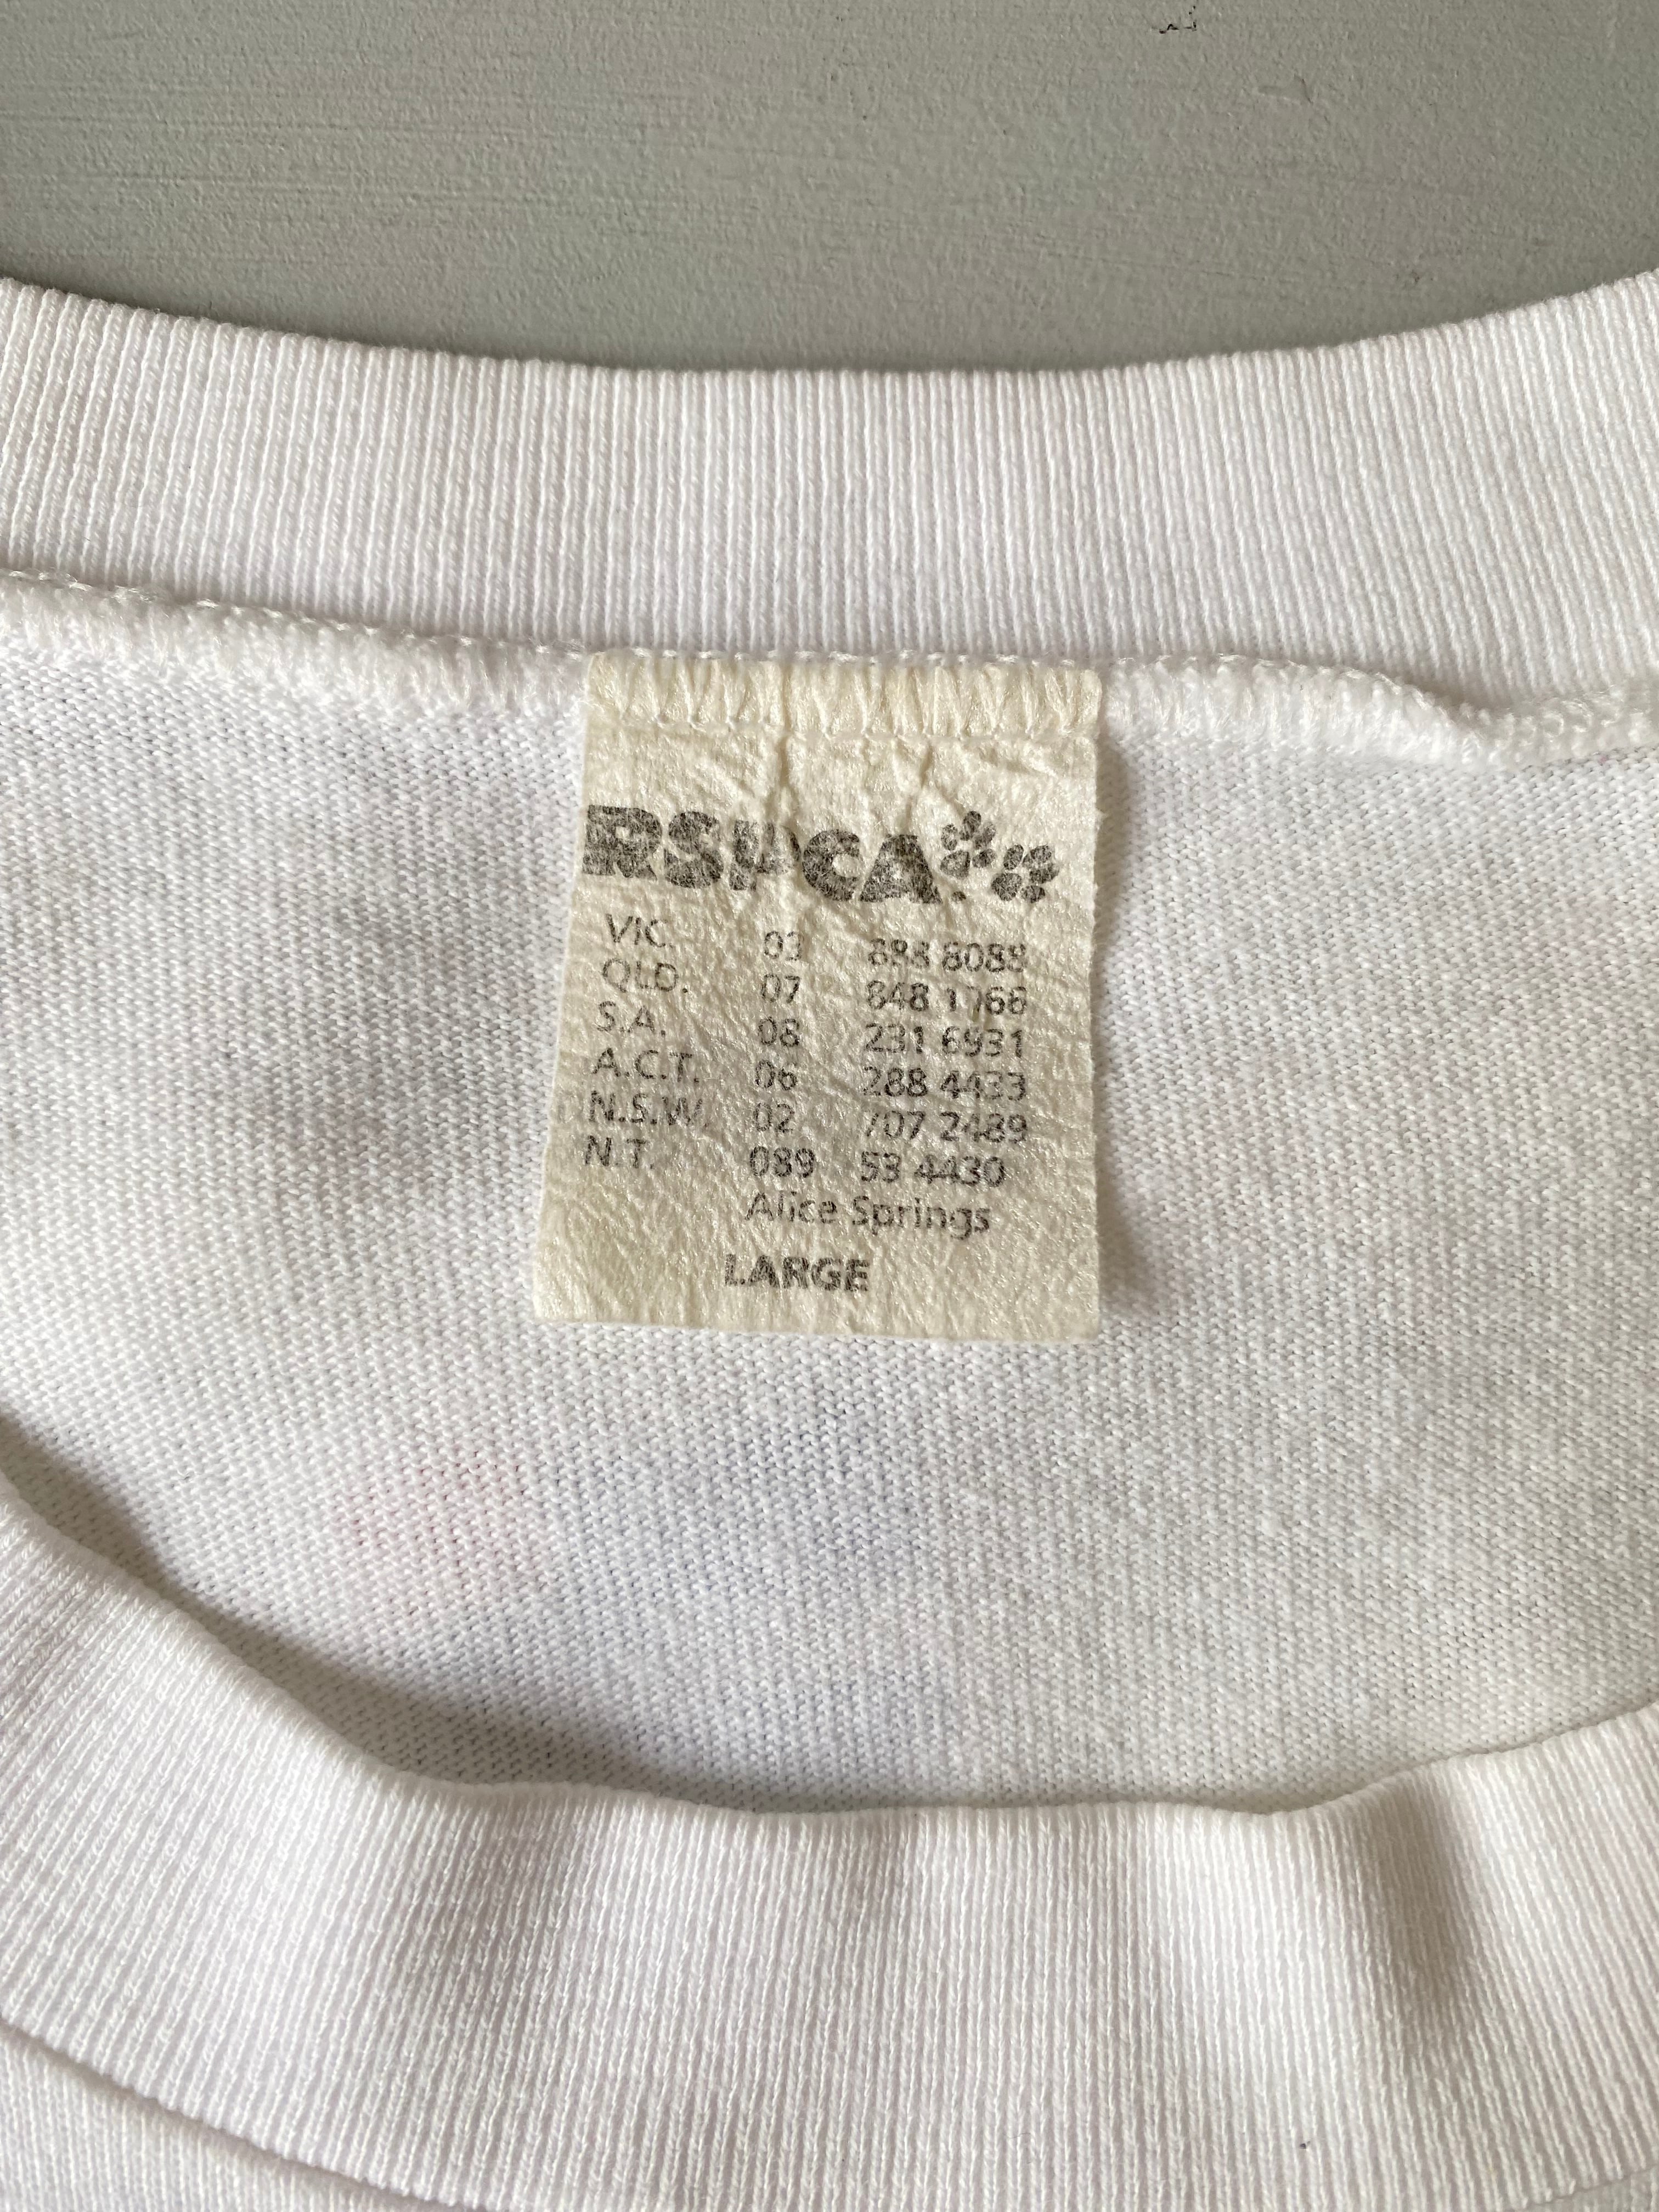 RSPCA
VIC. 03 888 8088
QLD. 07 848 1766
S.A. 08 231 6931
A.C.T. 06 288 4433
N.S.W. 02 707 2489
N.T. 089 53 4430
Alice Springs
LARGE